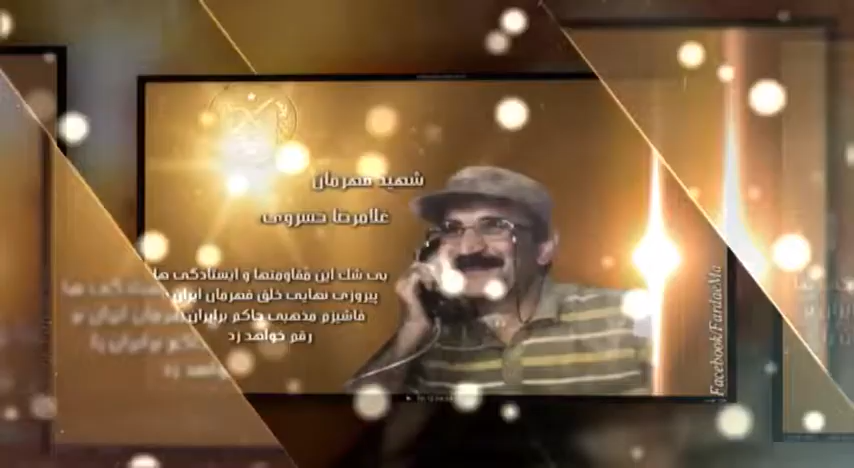 شهید قهرمان
غلامرضا خسروی
بی شک این مقاومتها و ایستادگی ها
پیروزی نهایی خلق قهرمان ایران
فاشیزم مذهبی حاکم برایران
رقم خواهد زد
Facebook/FardaeMa